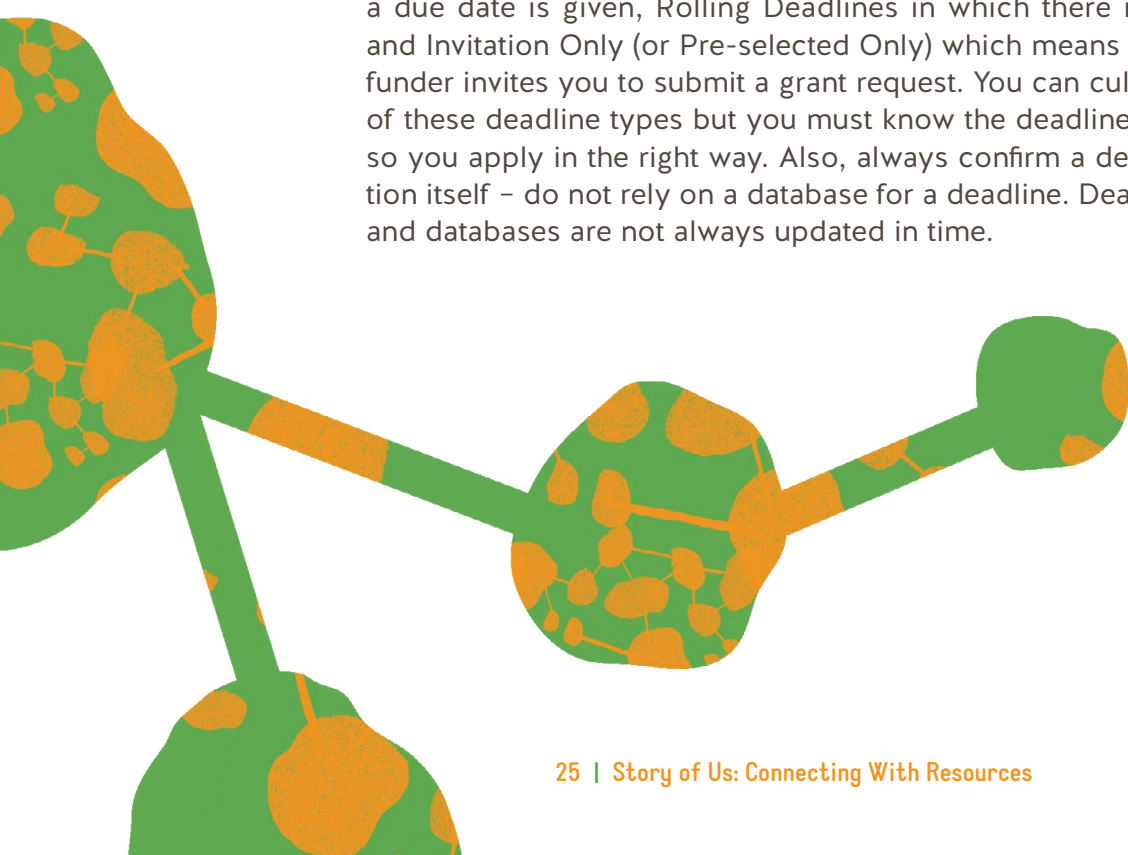 a due date is given, Rolling Deadlines in which there
and Invitation Only (or Pre-selected Only) which means
funder invites you to submit a grant request. You can
of these deadline types but you must know the deadline
so you apply in the right way. Also, always confirm a
tion itself – do not rely on a database for a deadline.
and databases are not always updated in time.
25 | Story of Us: Connecting With Resources